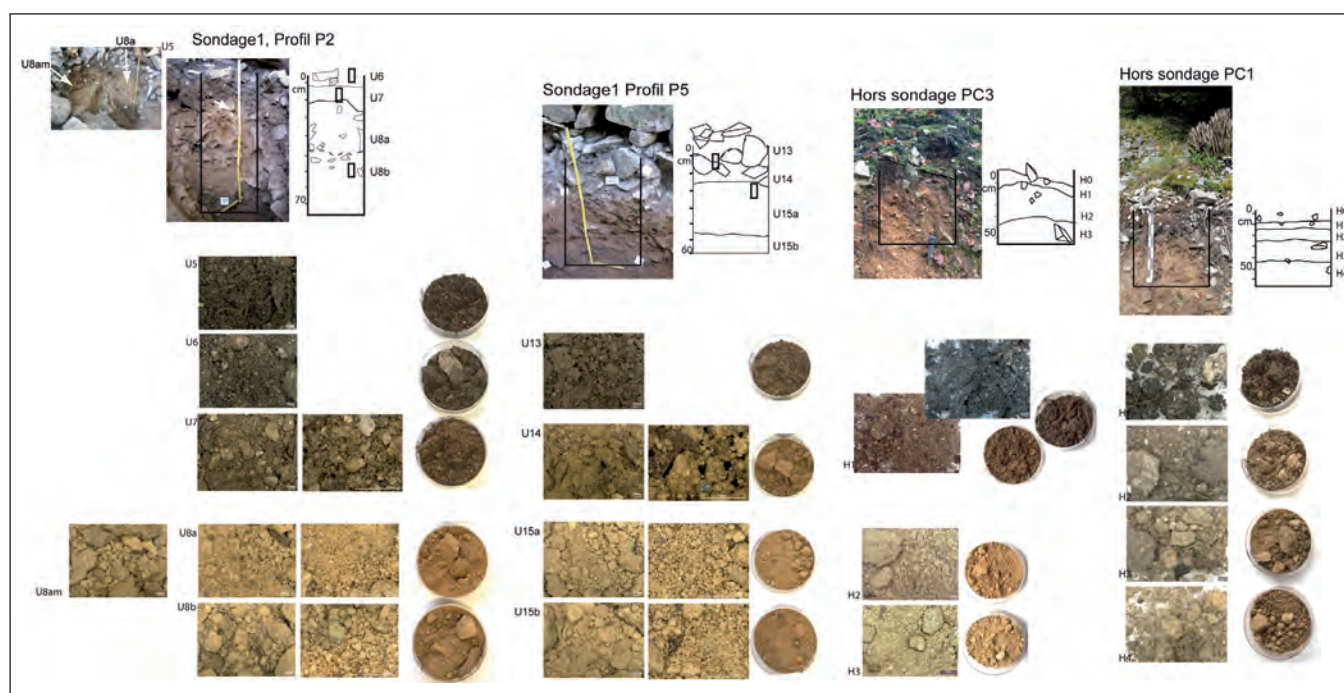 Sondage1, Profil P2
U8am
U8a
U5
0
cm
70
U6
U7
U8a
U8b
Sondage1 Profil P5
0
cm
60
U13
U14
U15a
U15b
Hors sondage PC3
0
cm
50
H0
H1
H2
H3
Hors sondage PC1
0
cm
50
U5
U6
U13
U7
U14
H2
U8a
U15a
H3
U8am
H2
U8b
U15b
H3
H4